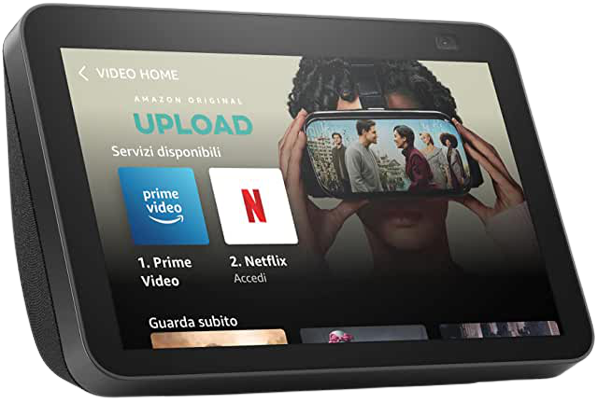 VIDEO HOME
AMAZON ORIGINAL
UPLOAD
Servizi disponibili
prime
video
N
1. Prime
Video
2. Netflix
Accedi
Guarda subito